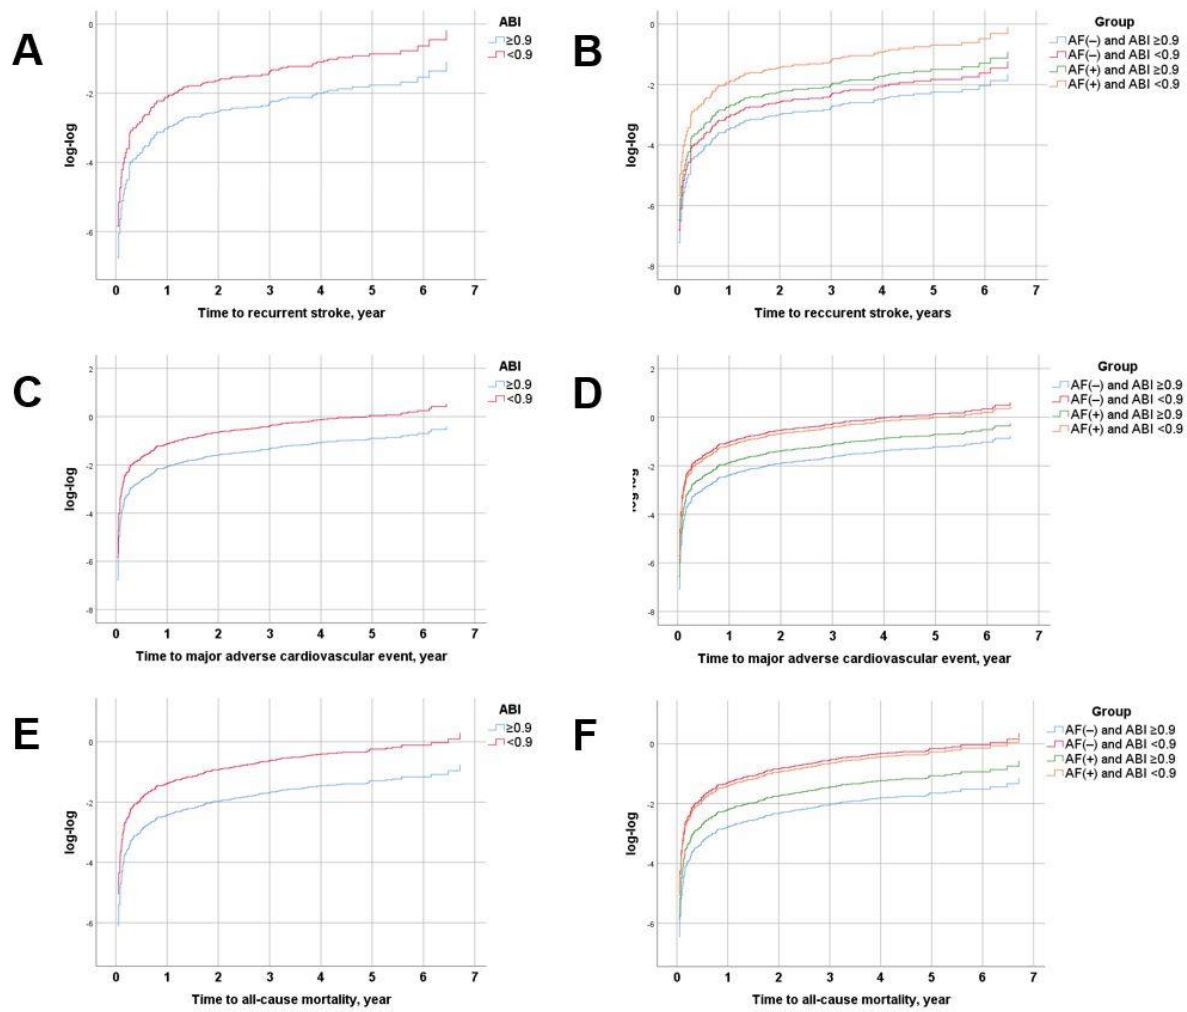 A
ABI
≥0.9
<0.9
0
-2
-4
-6
log-log
0 1 2 3 4 5 6 7
Time to recurrent stroke, year
B
Group
AF(−) and ABI ≥0.9
AF(−) and ABI <0.9
AF(+) and ABI ≥0.9
AF(+) and ABI <0.9
0
-2
-4
-6
-8
log-log
0 1 2 3 4 5 6 7
Time to reccurent stroke, years
C
ABI
≥0.9
<0.9
2
0
-2
-4
-6
-8
log-log
0 1 2 3 4 5 6 7
Time to major adverse cardiovascular event, year
D
Group
AF(−) and ABI ≥0.9
AF(−) and ABI <0.9
AF(+) and ABI ≥0.9
AF(+) and ABI <0.9
2
0
-2
-4
-6
-8
0 1 2 3 4 5 6 7
Time to major adverse cardiovascular event, year
E
ABI
≥0.9
<0.9
0
-2
-4
-6
log-log
0 1 2 3 4 5 6 7
Time to all-cause mortality, year
F
Group
AF(−) and ABI ≥0.9
AF(−) and ABI <0.9
AF(+) and ABI ≥0.9
AF(+) and ABI <0.9
0
-2
-4
-6
log-log
0 1 2 3 4 5 6 7
Time to all-cause mortality, year